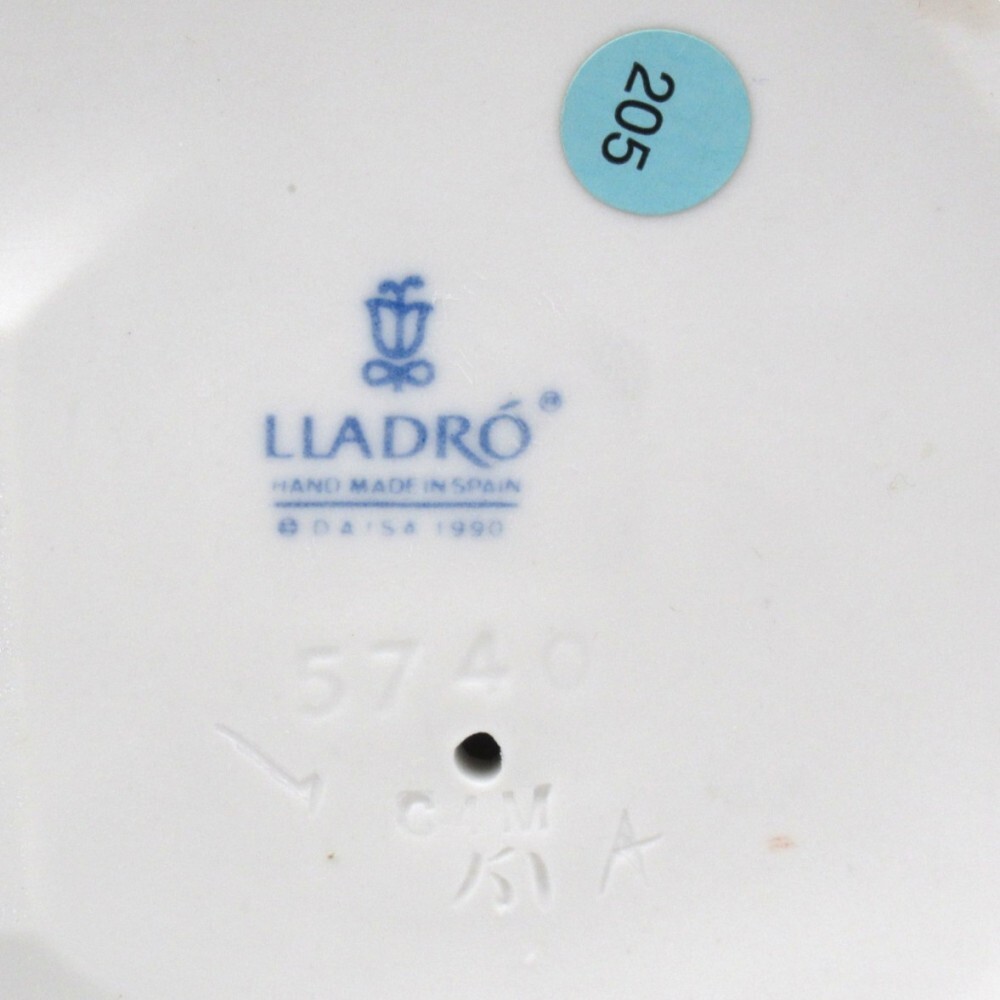 205
LLADRÓ®
HAND MADE IN SPAIN
© DAISA 1990
5740
A